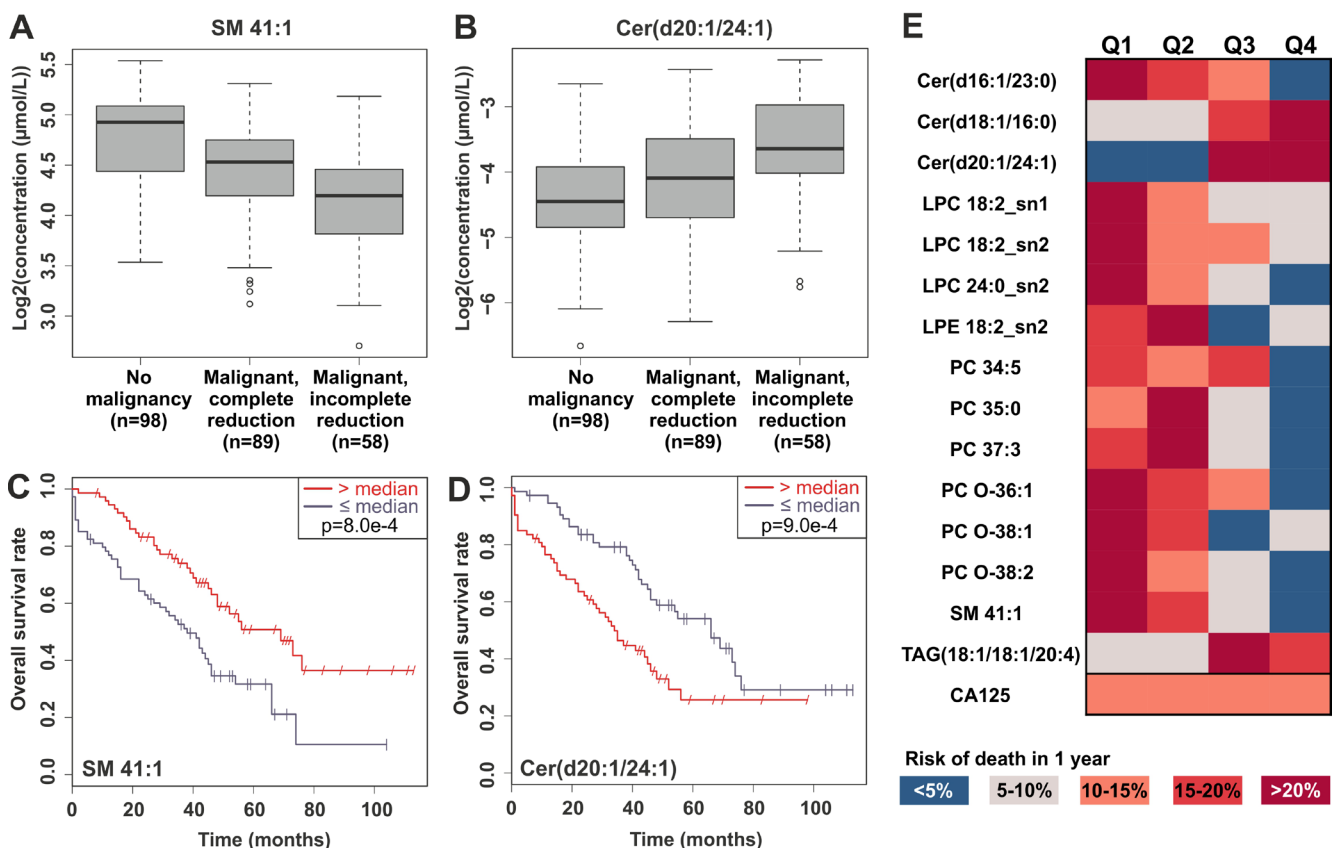 A
SM 41:1
Log2(concentration (µmol/L))
5.5
5.0
4.5
4.0
3.5
3.0
No
malignancy
(n=98)
Malignant,
complete
reduction
(n=89)
Malignant,
incomplete
reduction
(n=58)
B
Cer(d20:1/24:1)
Log2(concentration (µmol/L))
−3
−4
−5
−6
No
malignancy
(n=98)
Malignant,
complete
reduction
(n=89)
Malignant,
incomplete
reduction
(n=58)
C
> median
≤ median
p=8.0e-4
Overall survival rate
1.0
0.8
0.6
0.4
0.2
0.0
SM 41:1
0 20 40 60 80 100
Time (months)
D
> median
≤ median
p=9.0e-4
Overall survival rate
1.0
0.8
0.6
0.4
0.2
0.0
Cer(d20:1/24:1)
0 20 40 60 80 100
Time (months)
E
Q1 Q2 Q3 Q4
Cer(d16:1/23:0)
Cer(d18:1/16:0)
Cer(d20:1/24:1)
LPC 18:2_sn1
LPC 18:2_sn2
LPC 24:0_sn2
LPE 18:2_sn2
PC 34:5
PC 35:0
PC 37:3
PC O-36:1
PC O-38:1
PC O-38:2
SM 41:1
TAG(18:1/18:1/20:4)
CA125
Risk of death in 1 year
<5% 5-10% 10-15% 15-20% >20%